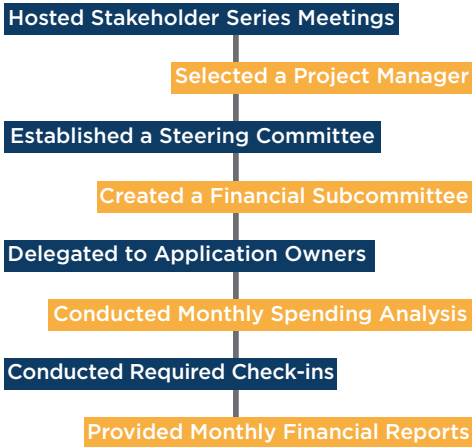 Hosted Stakeholder Series Meetings
Selected a Project Manager
Established a Steering Committee
Created a Financial Subcommittee
Delegated to Application Owners
Conducted Monthly Spending Analysis
Conducted Required Check-ins
Provided Monthly Financial Reports